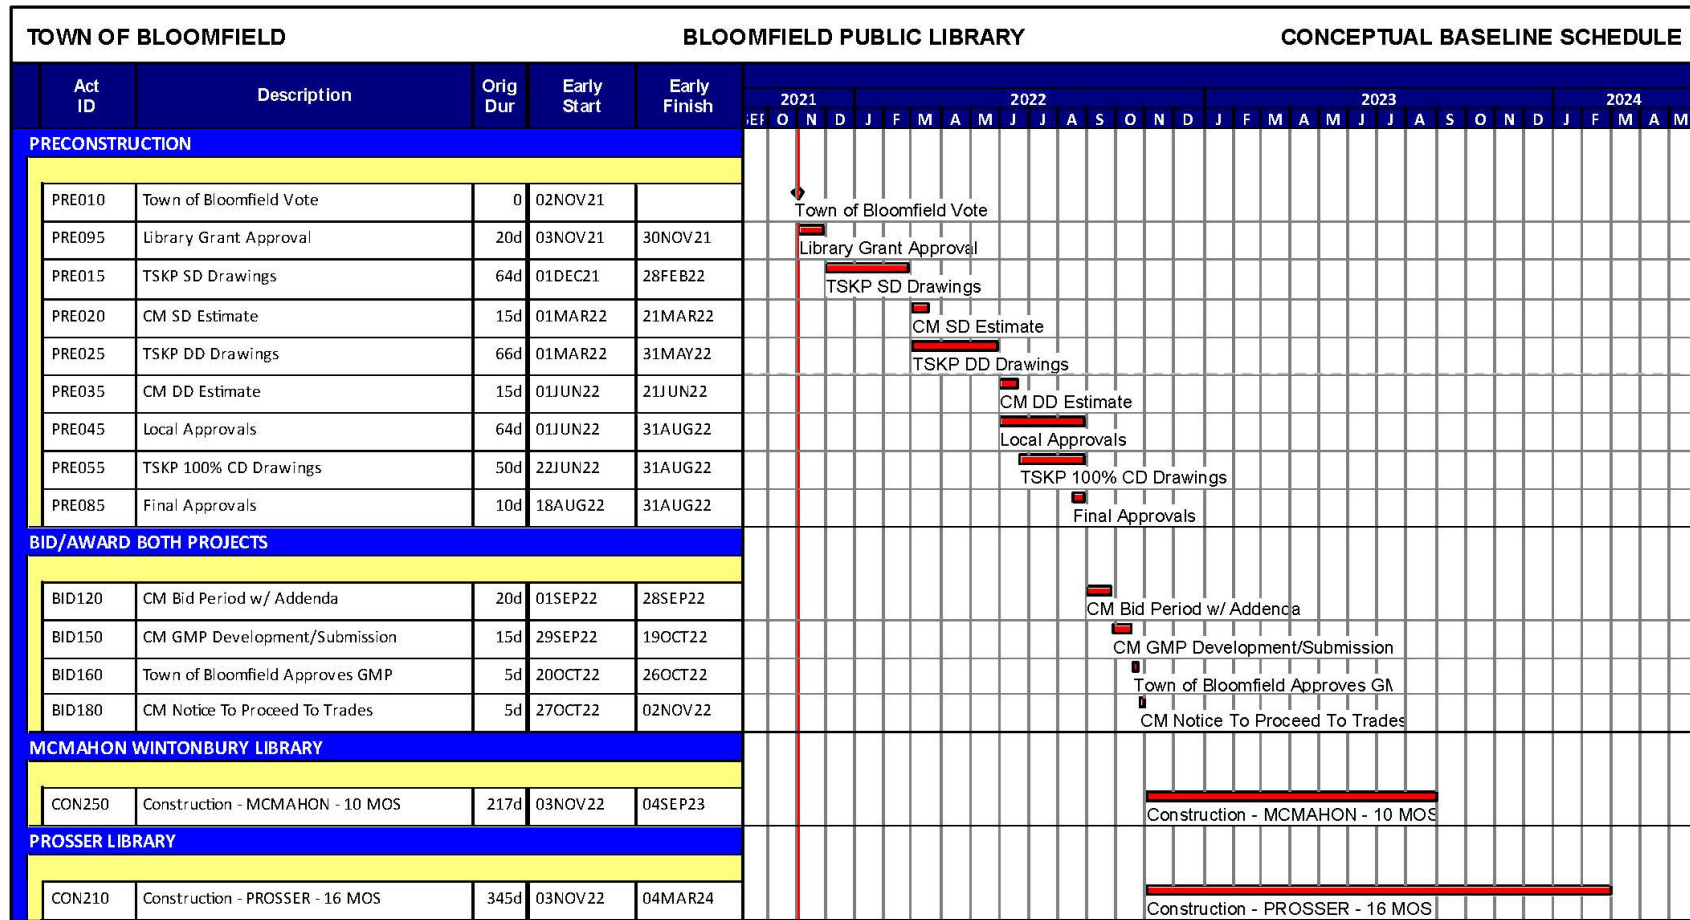 TOWN OF BLOOMFIELD BLOOMFIELD PUBLIC LIBRARY CONCEPTUAL BASELINE SCHEDULE
Act ID Description Orig Dur Early Start Early Finish
2021 2022 2023 2024
SEP O N D J F M A M J J A S O N D J F M A M J J A S O N D J F M A M
PRECONSTRUCTION
PRE010 Town of Bloomfield Vote 0 02NOV21
Town of Bloomfield Vote
PRE095 Library Grant Approval 20d 03NOV21 30NOV21
Library Grant Approval
PRE015 TSKP SD Drawings 64d 01DEC21 28FEB22
TSKP SD Drawings
PRE020 CM SD Estimate 15d 01MAR22 21MAR22
CM SD Estimate
PRE025 TSKP DD Drawings 66d 01MAR22 31MAY22
TSKP DD Drawings
PRE035 CM DD Estimate 15d 01JUN22 21JUN22
CM DD Estimate
PRE045 Local Approvals 64d 01JUN22 31AUG22
Local Approvals
PRE055 TSKP 100% CD Drawings 50d 22JUN22 31AUG22
TSKP 100% CD Drawings
PRE085 Final Approvals 10d 18AUG22 31AUG22
Final Approvals
BID/AWARD BOTH PROJECTS
BID120 CM Bid Period w/ Addenda 20d 01SEP22 28SEP22
CM Bid Period w/ Addenda
BID150 CM GMP Development/Submission 15d 29SEP22 19OCT22
CM GMP Development/Submission
BID160 Town of Bloomfield Approves GMP 5d 20OCT22 26OCT22
Town of Bloomfield Approves GM
BID180 CM Notice To Proceed To Trades 5d 27OCT22 02NOV22
CM Notice To Proceed To Trades
MCMAHON WINTONBURY LIBRARY
CON250 Construction - MCMAHON - 10 MOS 217d 03NOV22 04SEP23
Construction - MCMAHON - 10 MOS
PROSSER LIBRARY
CON210 Construction - PROSSER - 16 MOS 345d 03NOV22 04MAR24
Construction - PROSSER - 16 MOS